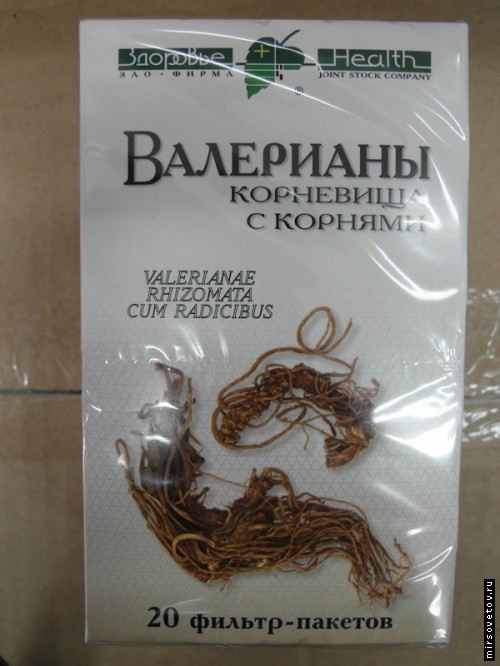 Здоровье
ЗАО · ФИРМА
Health
JOINT STOCK COMPANY
®
ВАЛЕРИАНЫ
КОРНЕВИЩА
С КОРНЯМИ
VALERIANAE
RHIZOMATA
CUM RADICIBUS
20 фильтр-пакетов
mirsovetov.ru